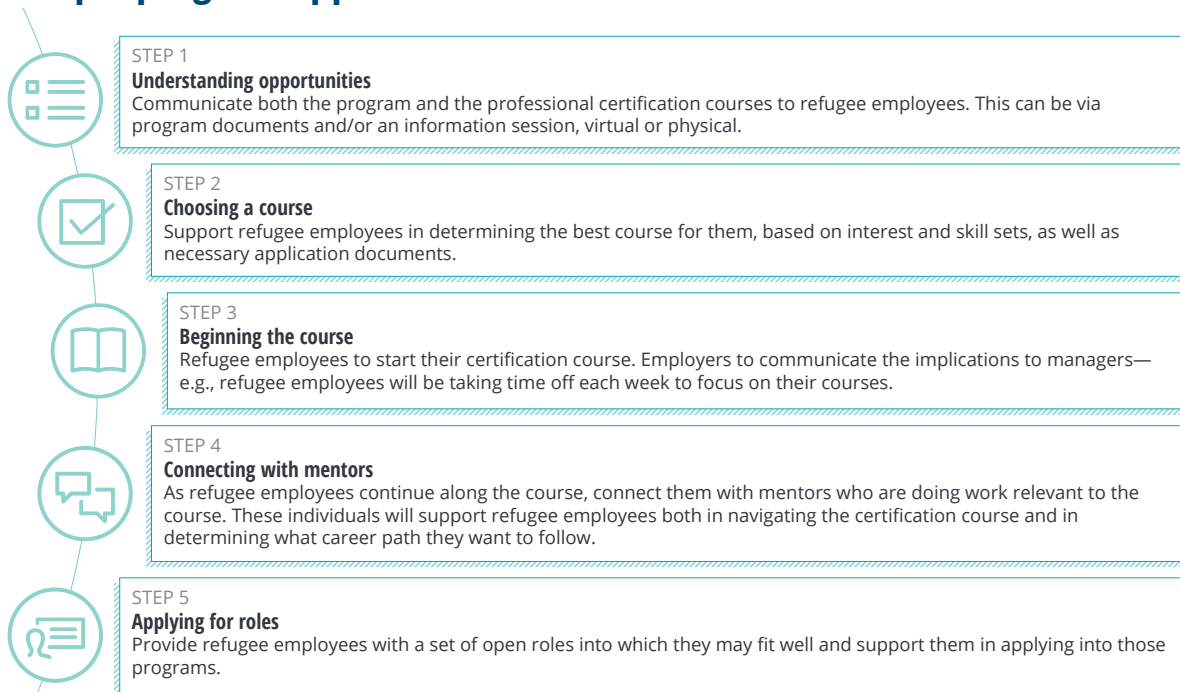 STEP 1
Understanding opportunities
Communicate both the program and the professional certification courses to refugee employees. This can be via
program documents and/or an information session, virtual or physical.
STEP 2
Choosing a course
Support refugee employees in determining the best course for them, based on interest and skill sets, as well as
necessary application documents.
STEP 3
Beginning the course
Refugee employees to start their certification course. Employers to communicate the implications to managers—
e.g., refugee employees will be taking time off each week to focus on their courses.
STEP 4
Connecting with mentors
As refugee employees continue along the course, connect them with mentors who are doing work relevant to the
course. These individuals will support refugee employees both in navigating the certification course and in
determining what career path they want to follow.
STEP 5
Applying for roles
Provide refugee employees with a set of open roles into which they may fit well and support them in applying into those
programs.